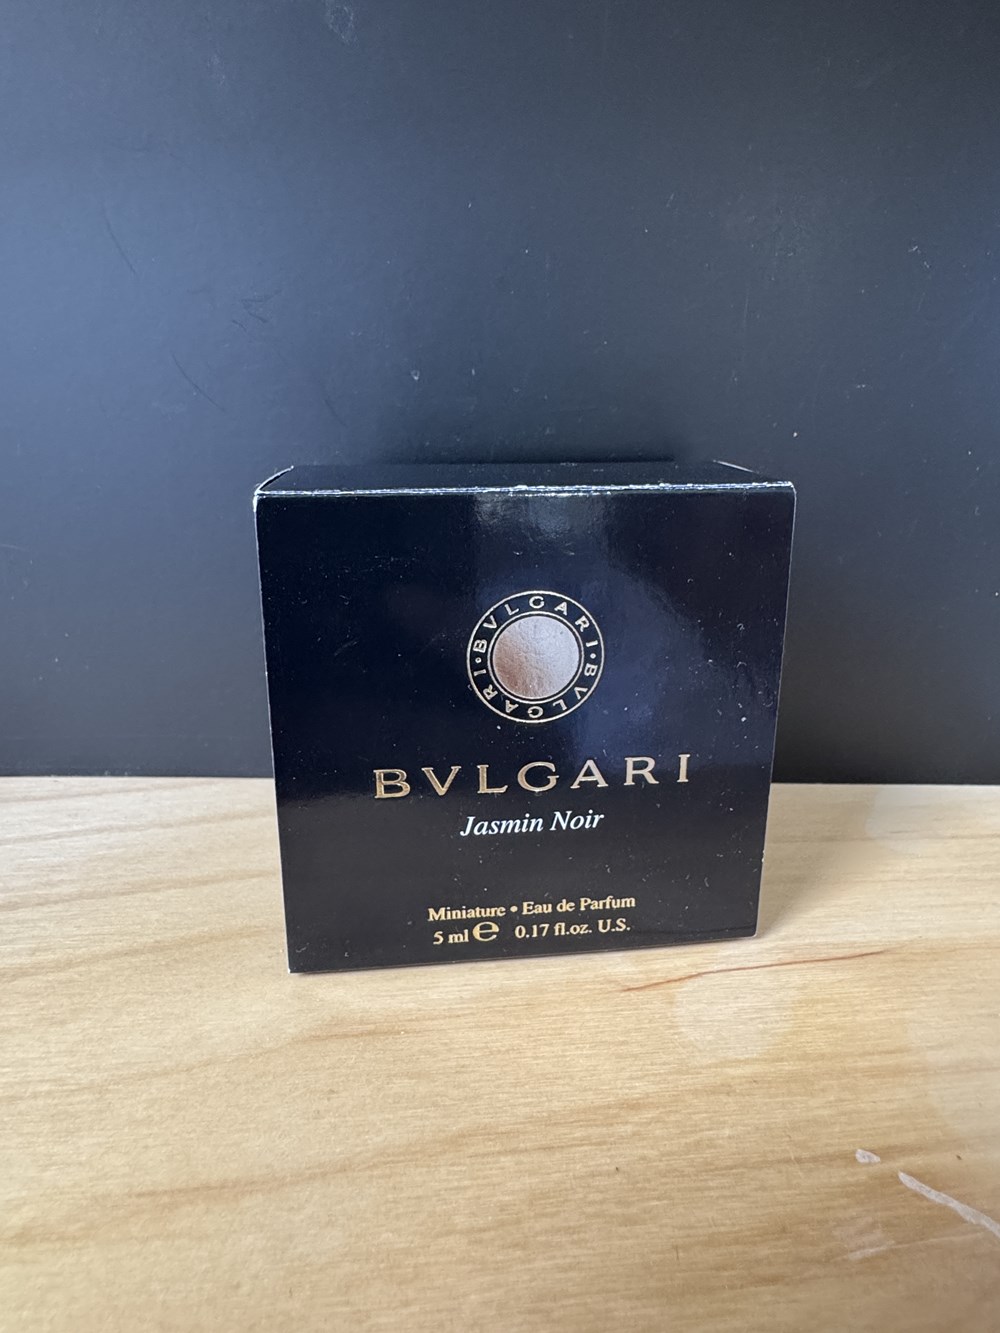 BVLGARI • BVLGARI •
BVLGARI
Jasmin Noir
Miniature • Eau de Parfum
5 ml ℮ 0.17 fl.oz. U.S.